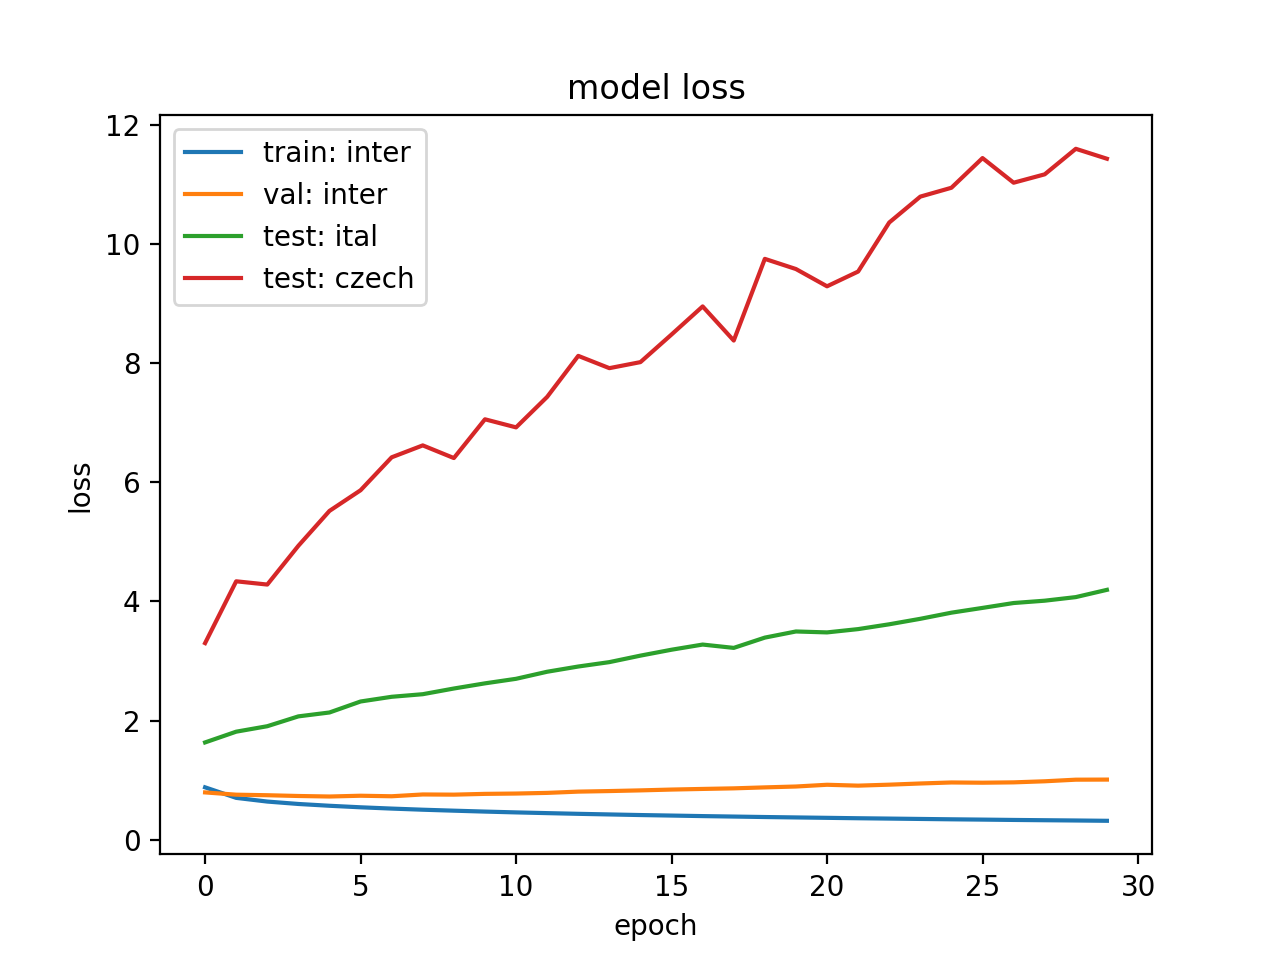 model loss
train: inter
val: inter
test: ital
test: czech
12
10
8
6
4
2
0
loss
0 5 10 15 20 25 30
epoch